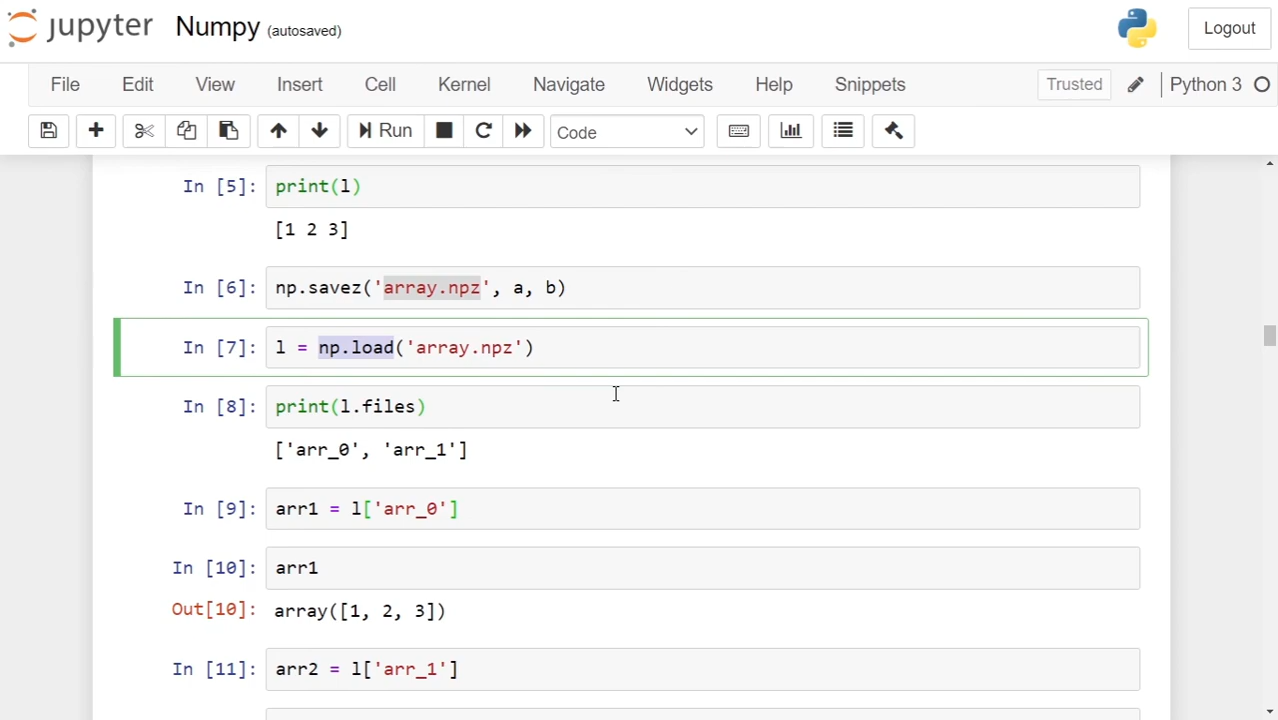 jupyter Numpy (autosaved) Logout
File Edit View Insert Cell Kernel Navigate Widgets Help Snippets Trusted Python 3
Run Code
In [5]: print(l)
[1 2 3]
In [6]: np.savez('array.npz', a, b)
In [7]: l = np.load('array.npz')
In [8]: print(l.files)
['arr_0', 'arr_1']
In [9]: arr1 = l['arr_0']
In [10]: arr1
Out[10]: array([1, 2, 3])
In [11]: arr2 = l['arr_1']